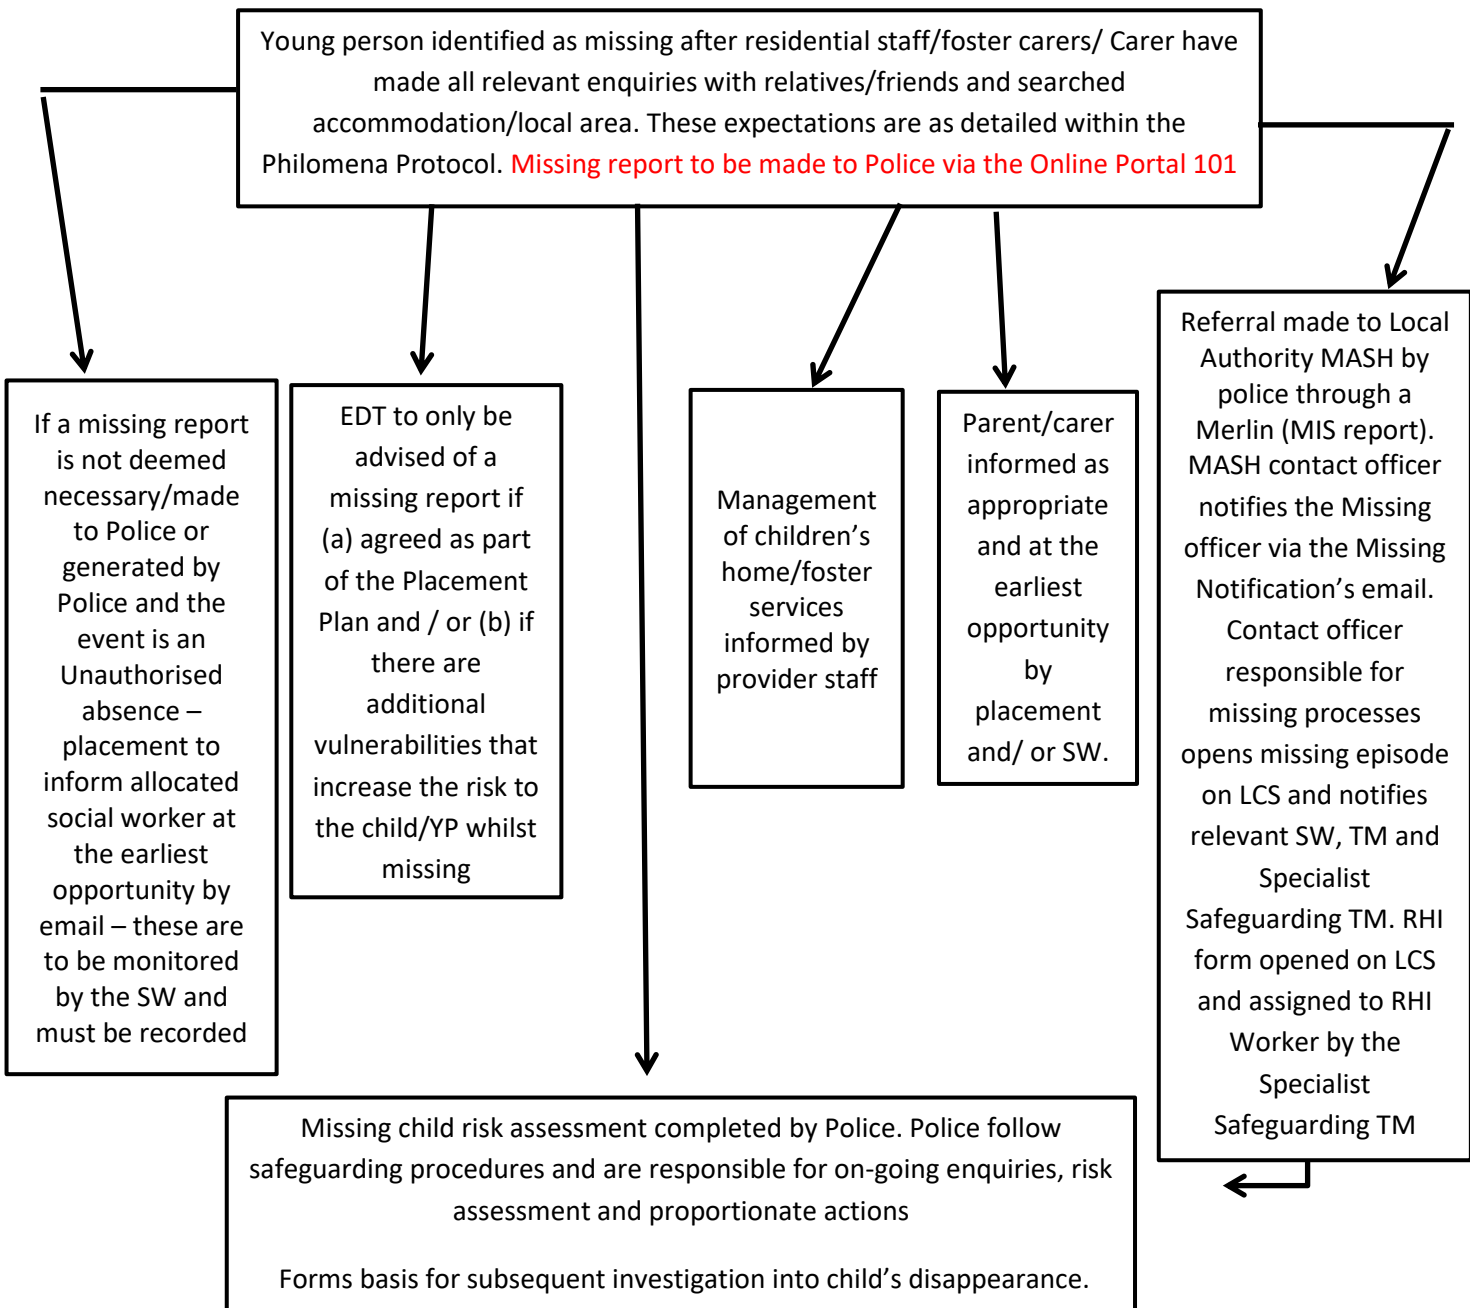 Young person identified as missing after residential staff/foster carers/ Carer have
made all relevant enquiries with relatives/friends and searched
accommodation/local area. These expectations are as detailed within the
Philomena Protocol. Missing report to be made to Police via the Online Portal 101
If a missing report
is not deemed
necessary/made
to Police or
generated by
Police and the
event is an
Unauthorised
absence –
placement to
inform allocated
social worker at
the earliest
opportunity by
email – these are
to be monitored
by the SW and
must be recorded
EDT to only be
advised of a
missing report if
(a) agreed as part
of the Placement
Plan and / or (b) if
there are
additional
vulnerabilities that
increase the risk to
the child/YP whilst
missing
Management
of children’s
home/foster
services
informed by
provider staff
Parent/carer
informed as
appropriate
and at the
earliest
opportunity
by
placement
and/ or SW.
Referral made to Local
Authority MASH by
police through a
Merlin (MIS report).
MASH contact officer
notifies the Missing
officer via the Missing
Notification’s email.
Contact officer
responsible for
missing processes
opens missing episode
on LCS and notifies
relevant SW, TM and
Specialist
Safeguarding TM. RHI
form opened on LCS
and assigned to RHI
Worker by the
Specialist
Safeguarding TM
Missing child risk assessment completed by Police. Police follow
safeguarding procedures and are responsible for on-going enquiries, risk
assessment and proportionate actions
Forms basis for subsequent investigation into child’s disappearance.